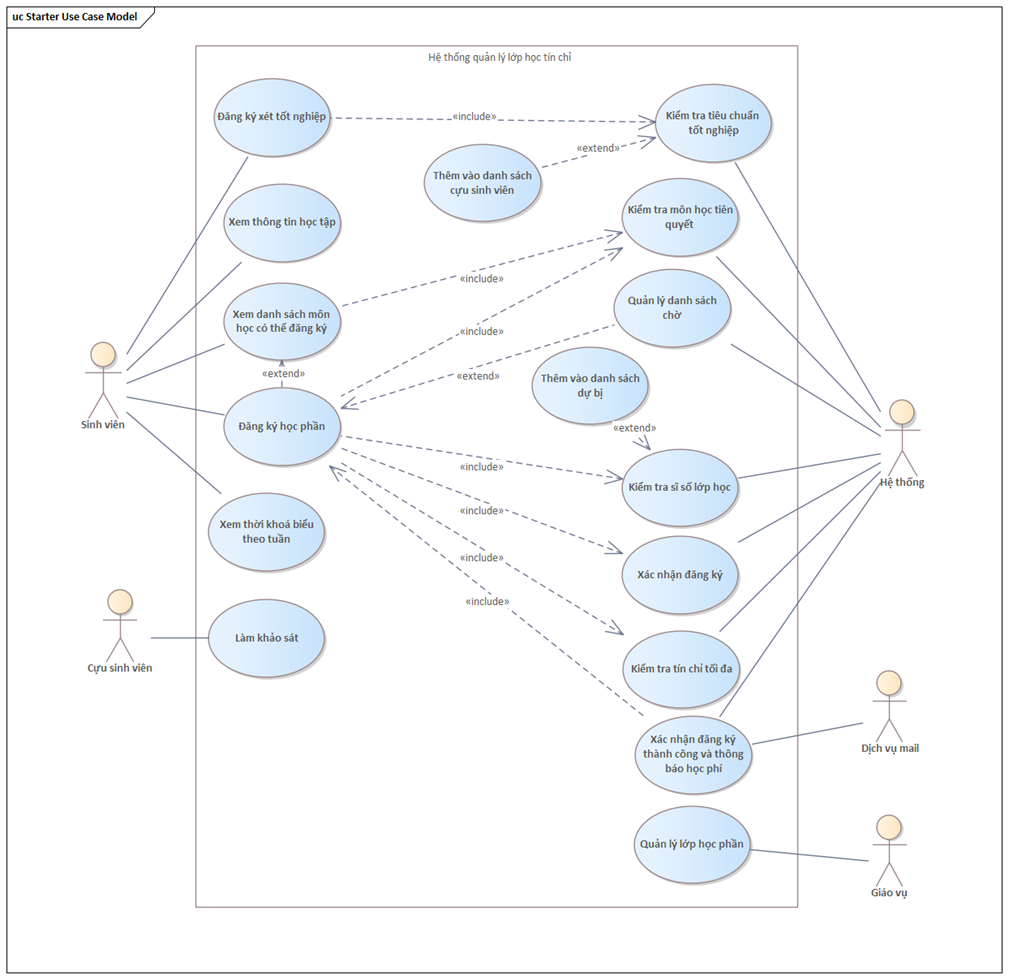 uc Starter Use Case Model
Hệ thống quản lý lớp học tín chỉ
Đăng ký xét tốt nghiệp
«include»
Kiểm tra tiêu chuẩn
tốt nghiệp
«extend»
Thêm vào danh sách
cựu sinh viên
Xem thông tin học tập
Kiểm tra môn học tiên
quyết
«include»
Xem danh sách môn
học có thể đăng ký
Quản lý danh sách
chờ
«include»
«extend»
«extend»
Thêm vào danh sách
dự bị
Sinh viên
Đăng ký học phần
«extend»
«include»
Kiểm tra sĩ số lớp học
Hệ thống
«include»
Xem thời khoá biểu
theo tuần
«include»
Xác nhận đăng ký
«include»
Làm khảo sát
Cựu sinh viên
Kiểm tra tín chỉ tối đa
Xác nhận đăng ký
thành công và thông
báo học phí
Dịch vụ mail
Quản lý lớp học phần
Giáo vụ